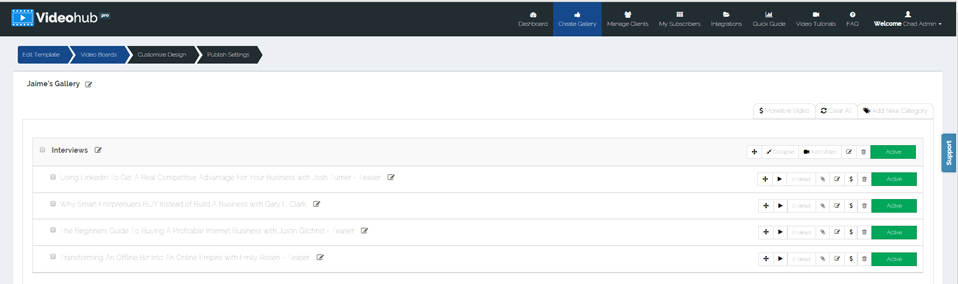 Videohub pro
Dashboard Create Gallery Manage Clients My Subscribers Integrations Quick Guide Video Tutorials FAQ Welcome Chad Admin
Edit Template Video Boards Customize Design Publish Settings
Jaime's Gallery
Monetize Video Clear All Add New Category
Interviews Collapse Add Video Active
Using LinkedIn To Get A Real Competitive Advantage For Your Business with Josh Turner - Teaser 0 views $ Active
Why Smart Entrprenuers BUY Instead of Build A Business with Gary L. Clark 0 views $ Active
The Beginners Guide To Buying A Profitable Internet Business with Justin Gilchrist - Teaser 0 views $ Active
Transforming An Offline Biz Into An Online Empire with Emily Rosen - Teaser 0 views $ Active
Support